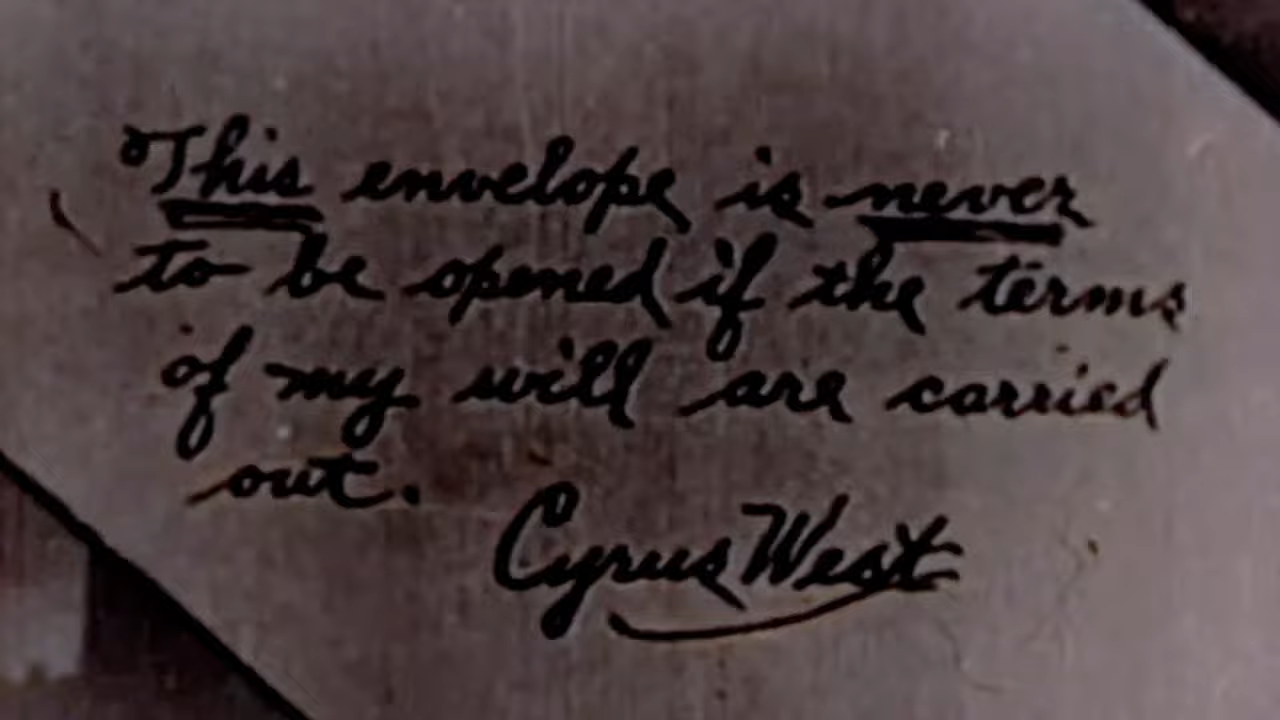 This envelope is never
to be opened if the terms
of my will are carried
out.
Cyrus West